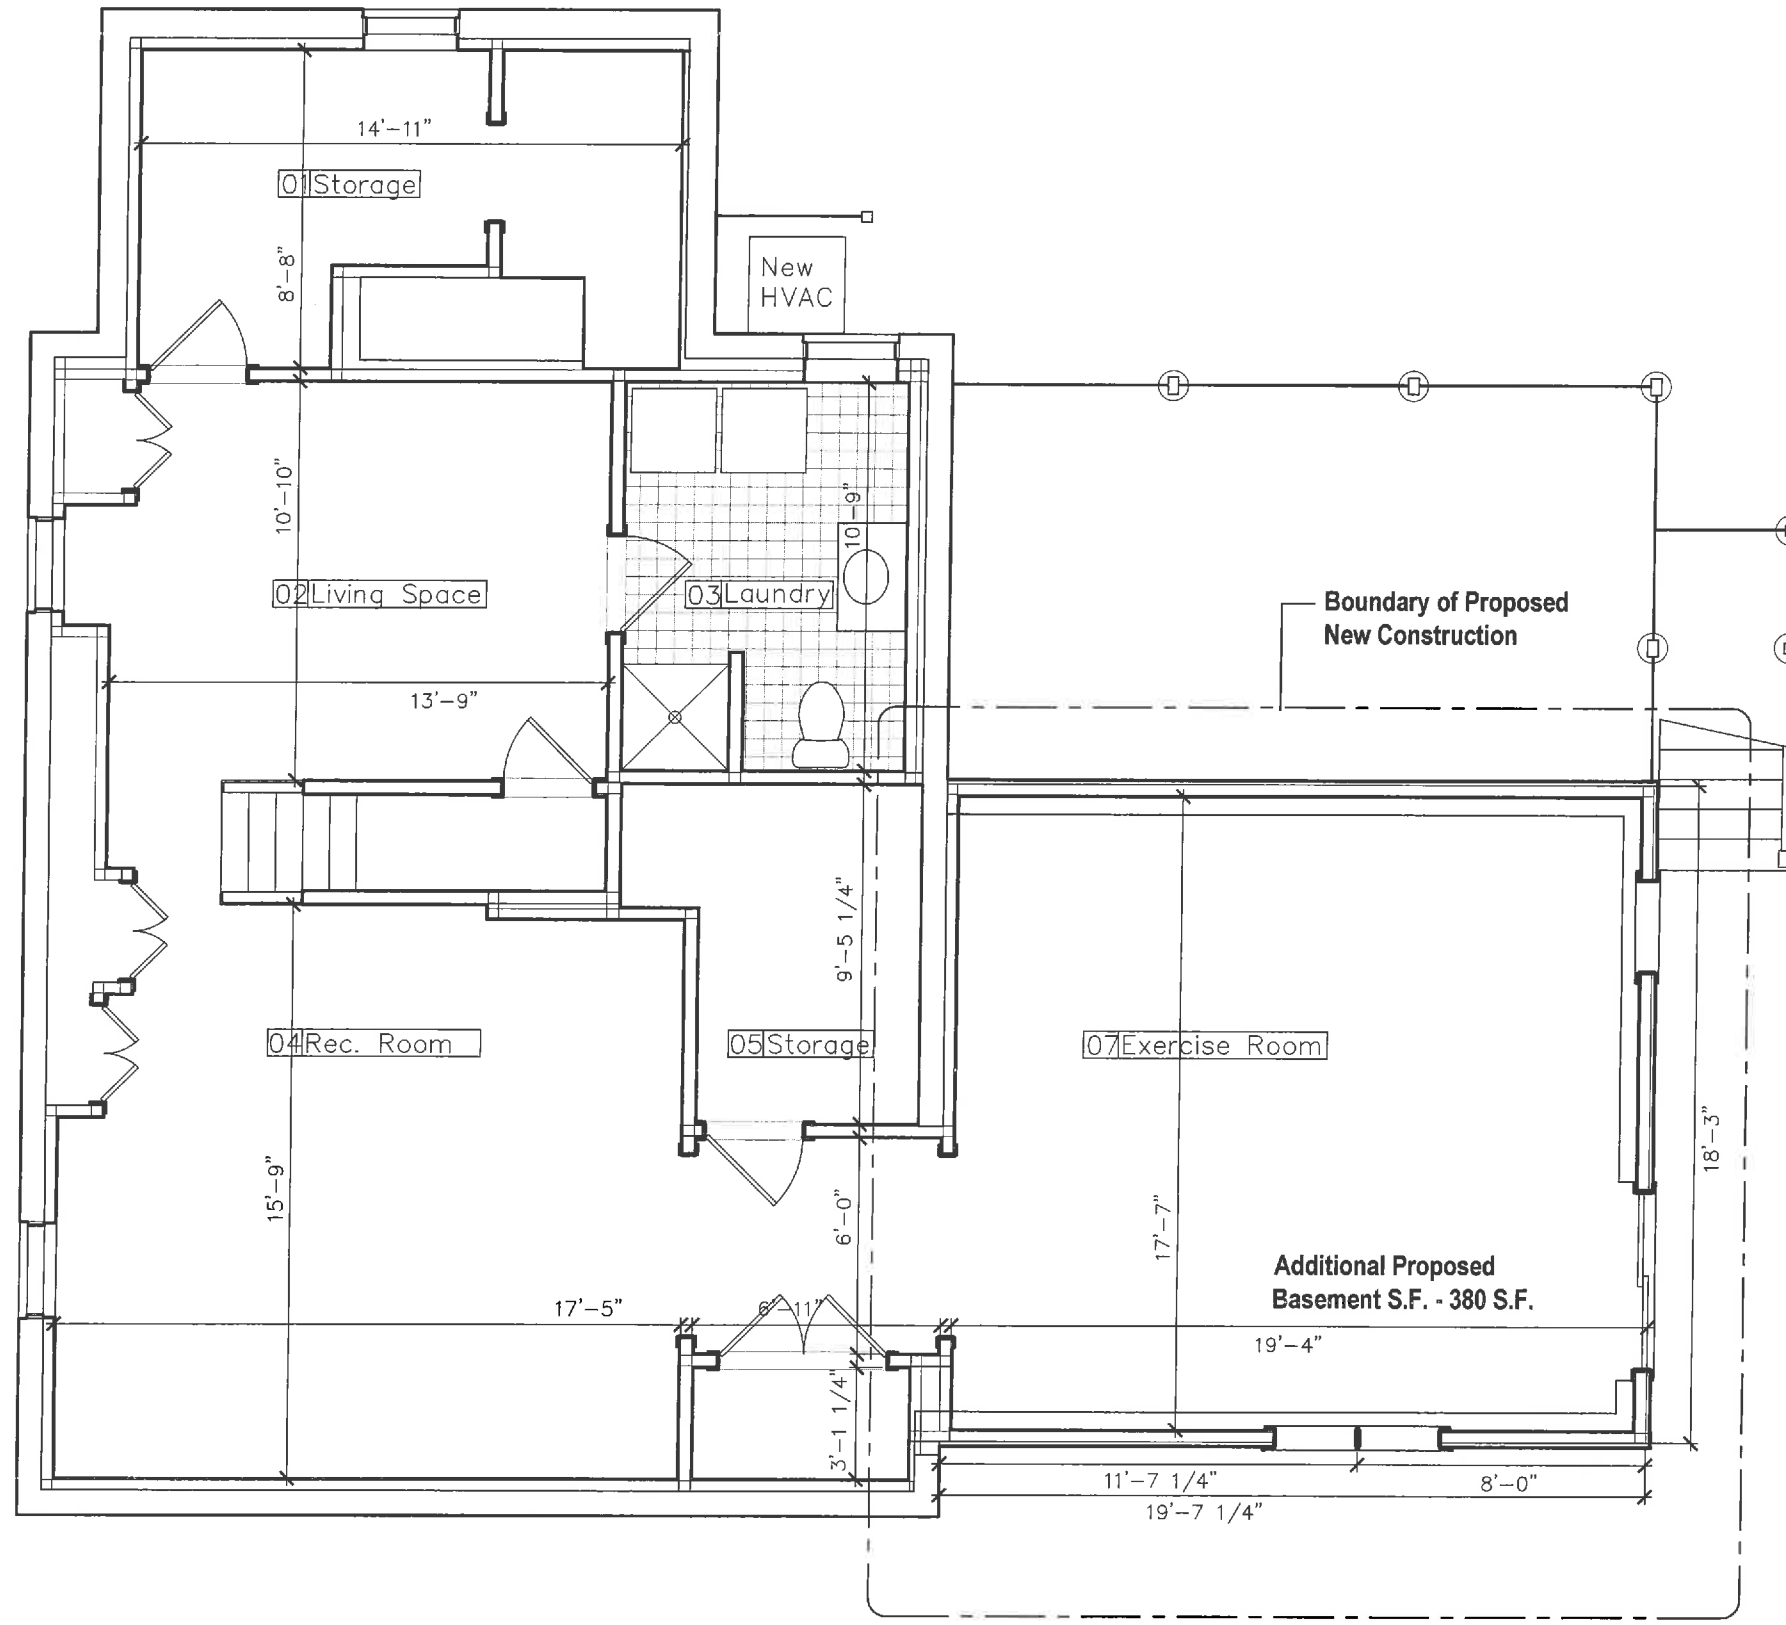 14'-11"
01 Storage
8'-8"
New
HVAC
10'-10"
10'-9"
02 Living Space
03 Laundry
Boundary of Proposed
New Construction
13'-9"
9'-5 1/4"
04 Rec. Room
05 Storage
07 Exercise Room
18'-3"
15'-9"
6'-0"
17'-7"
Additional Proposed
Basement S.F. - 380 S.F.
17'-5"
6'-11"
19'-4"
3'-1 1/4"
11'-7 1/4"
8'-0"
19'-7 1/4"